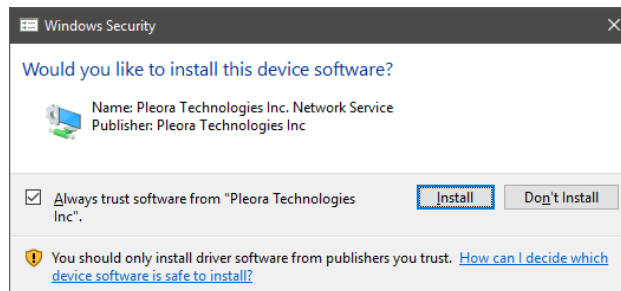 Windows Security
Would you like to install this device software?
Name: Pleora Technologies Inc. Network Service
Publisher: Pleora Technologies Inc
Always trust software from "Pleora Technologies
Inc".
Install
Don't Install
You should only install driver software from publishers you trust. How can I decide which
device software is safe to install?